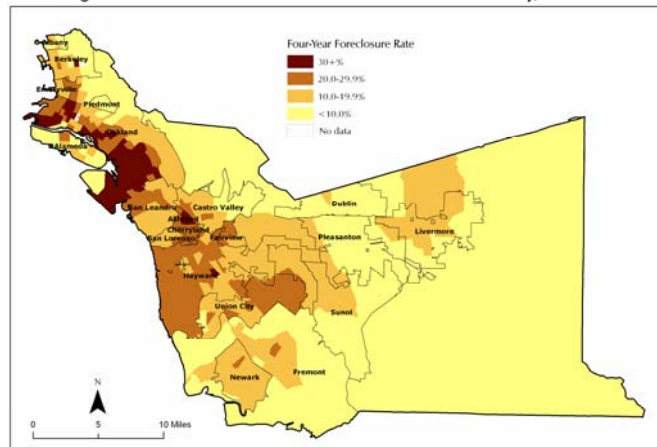 Four-Year Foreclosure Rate
30+%
20.0-29.9%
10.0-19.9%
<10.0%
No data
Albany
Berkeley
Emeryville
Piedmont
Oakland
Alameda
San Leandro
Castro Valley
Ashland
Cherryland
San Lorenzo
Fairview
Hayward
Union City
Dublin
Pleasanton
Livermore
Sunol
Newark
Fremont
N
0 5 10 Miles